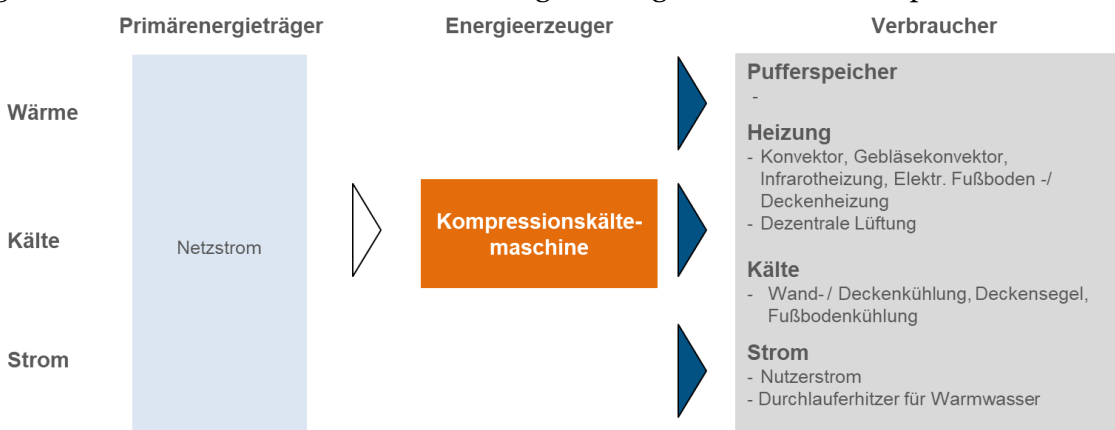 Primärenergieträger
Energieerzeuger
Verbraucher
Wärme
Kälte
Strom
Netzstrom
Kompressionskälte-
maschine
Pufferspeicher
-
Heizung
- Konvektor, Gebläsekonvektor,
Infrarotheizung, Elektr. Fußboden -/
Deckenheizung
- Dezentrale Lüftung
Kälte
- Wand- / Deckenkühlung, Deckensegel,
Fußbodenkühlung
Strom
- Nutzerstrom
- Durchlauferhitzer für Warmwasser